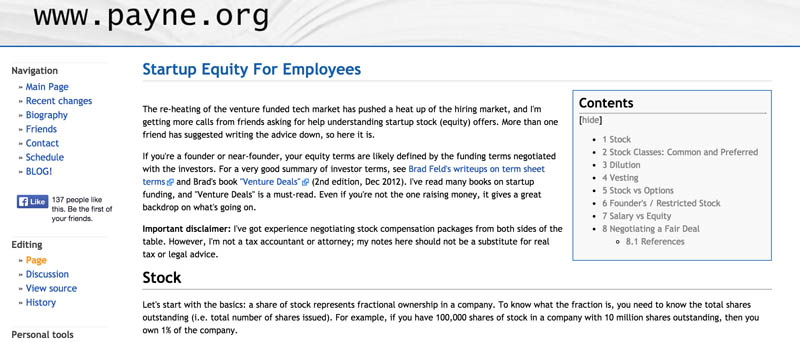 www.payne.org
Navigation
» Main Page
» Recent changes
» Biography
» Friends
» Contact
» Schedule
» BLOG!
Like
137 people like
this. Be the first of
your friends.
Editing
» Page
» Discussion
» View source
» History
Personal tools
Startup Equity For Employees
The re-heating of the venture funded tech market has pushed a heat up of the hiring market, and I'm
getting more calls from friends asking for help understanding startup stock (equity) offers. More than one
friend has suggested writing the advice down, so here it is.
If you're a founder or near-founder, your equity terms are likely defined by the funding terms negotiated
with the investors. For a very good summary of investor terms, see Brad Feld's writeups on term sheet
terms and Brad's book "Venture Deals" (2nd edition, Dec 2012). I've read many books on startup
funding, and "Venture Deals" is a must-read. Even if you're not the one raising money, it gives a great
backdrop on what's going on.
Important disclaimer: I've got experience negotiating stock compensation packages from both sides of the
table. However, I'm not a tax accountant or attorney; my notes here should not be a substitute for real
tax or legal advice.
Contents
[hide]
• 1 Stock
• 2 Stock Classes: Common and Preferred
• 3 Dilution
• 4 Vesting
• 5 Stock vs Options
• 6 Founder's / Restricted Stock
• 7 Salary vs Equity
• 8 Negotiating a Fair Deal
○ 8.1 References
Stock
Let's start with the basics: a share of stock represents fractional ownership in a company. To know what the fraction is, you need to know the total shares
outstanding (i.e. total number of shares issued). For example, if you have 100,000 shares of stock in a company with 10 million shares outstanding, then you
own 1% of the company.